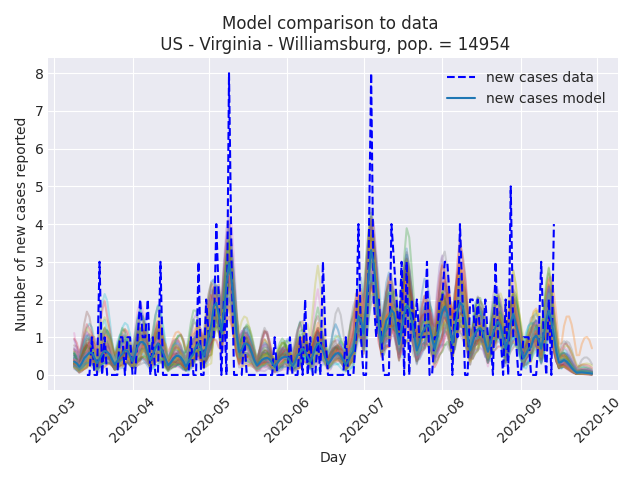 Model comparison to data
US - Virginia - Williamsburg, pop. = 14954
new cases data
new cases model
Number of new cases reported
8
7
6
5
4
3
2
1
0
2020-03
2020-04
2020-05
2020-06
2020-07
2020-08
2020-09
2020-10
Day